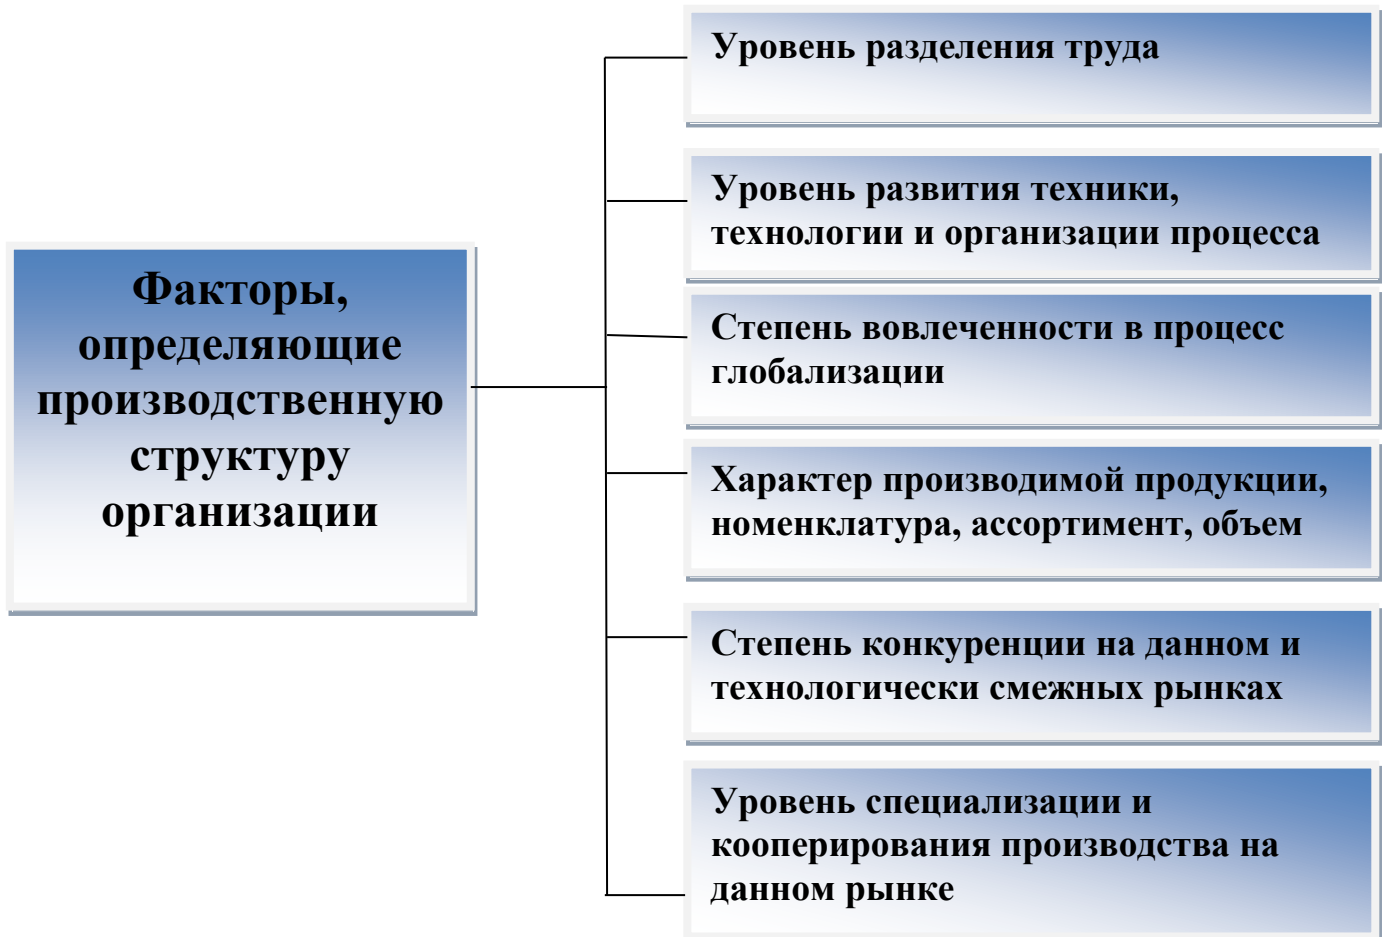 Факторы,
определяющие
производственную
структуру
организации
Уровень разделения труда
Уровень развития техники,
технологии и организации процесса
Степень вовлеченности в процесс
глобализации
Характер производимой продукции,
номенклатура, ассортимент, объем
Степень конкуренции на данном и
технологически смежных рынках
Уровень специализации и
кооперирования производства на
данном рынке